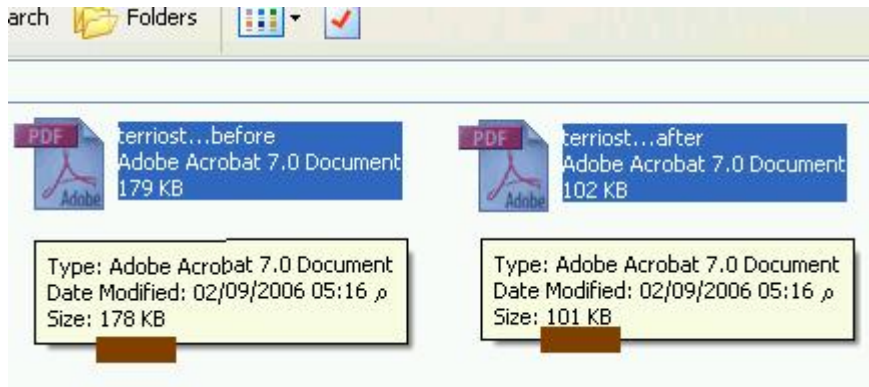 arch Folders
PDF terriost...before
Adobe Acrobat 7.0 Document
179 KB
Adobe
PDF terriost...after
Adobe Acrobat 7.0 Document
102 KB
Adobe
Type: Adobe Acrobat 7.0 Document
Date Modified: 02/09/2006 05:16 م
Size: 178 KB
Type: Adobe Acrobat 7.0 Document
Date Modified: 02/09/2006 05:16 م
Size: 101 KB